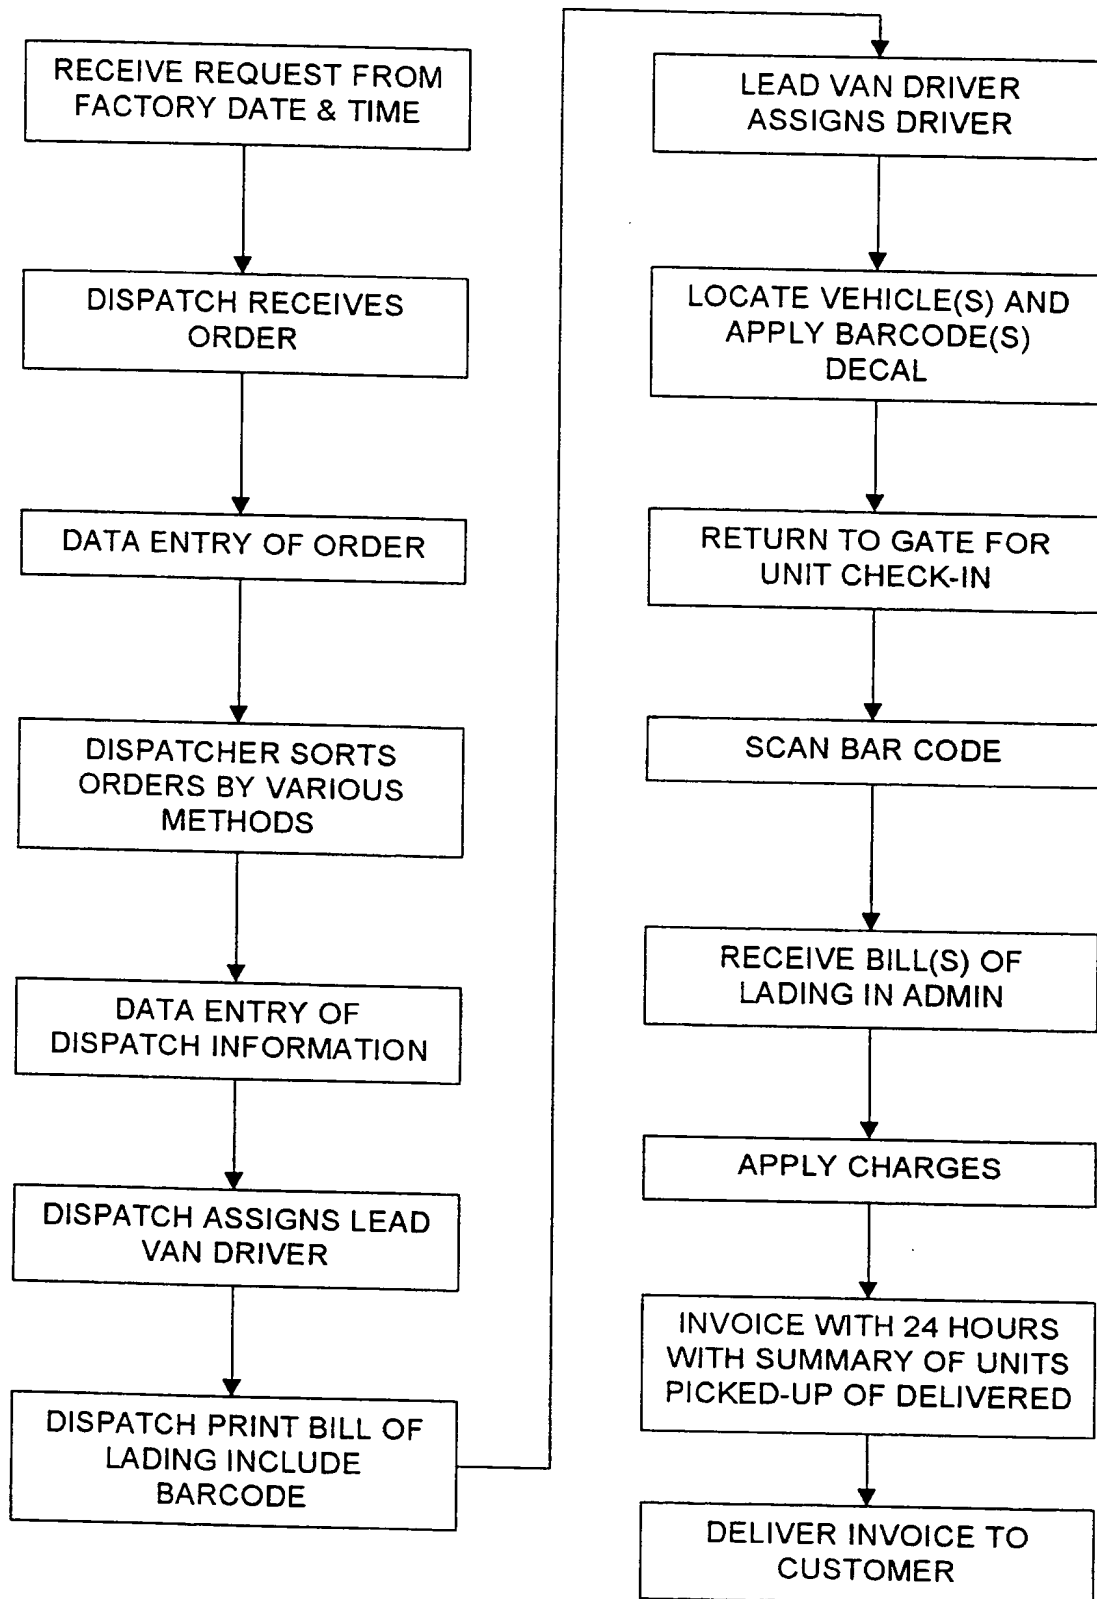 RECEIVE REQUEST FROM
FACTORY DATE & TIME
DISPATCH RECEIVES
ORDER
DATA ENTRY OF ORDER
DISPATCHER SORTS
ORDERS BY VARIOUS
METHODS
DATA ENTRY OF
DISPATCH INFORMATION
DISPATCH ASSIGNS LEAD
VAN DRIVER
DISPATCH PRINT BILL OF
LADING INCLUDE
BARCODE
LEAD VAN DRIVER
ASSIGNS DRIVER
LOCATE VEHICLE(S) AND
APPLY BARCODE(S)
DECAL
RETURN TO GATE FOR
UNIT CHECK-IN
SCAN BAR CODE
RECEIVE BILL(S) OF
LADING IN ADMIN
APPLY CHARGES
INVOICE WITH 24 HOURS
WITH SUMMARY OF UNITS
PICKED-UP OF DELIVERED
DELIVER INVOICE TO
CUSTOMER